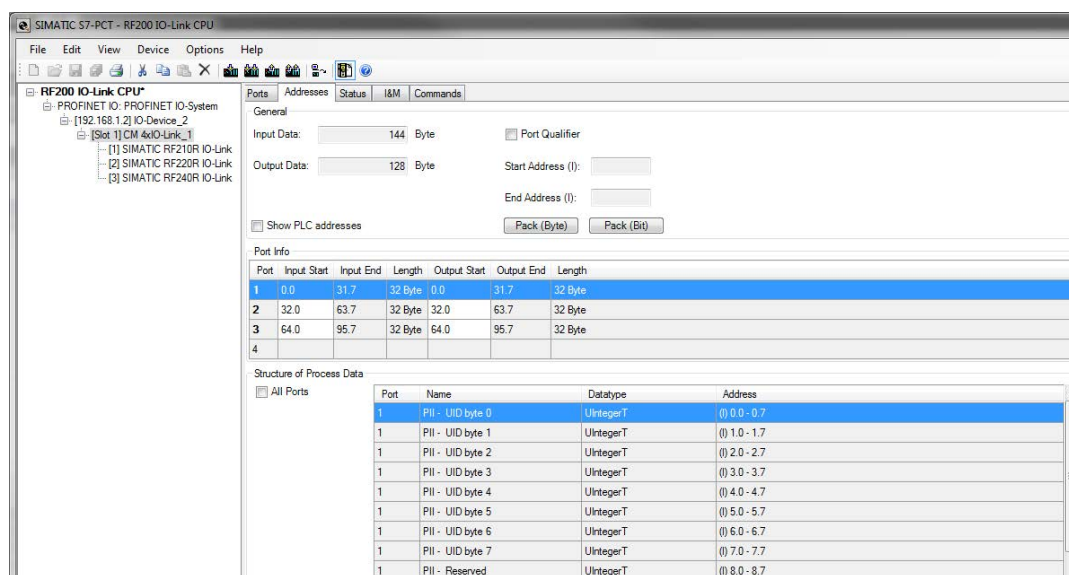 SIMATIC S7-PCT - RF200 IO-Link CPU
File Edit View Device Options Help
RF200 IO-Link CPU*
PROFINET IO: PROFINET IO-System
[192.168.1.2] IO-Device_2
[Slot 1] CM 4xIO-Link_1
[1] SIMATIC RF210R IO-Link
[2] SIMATIC RF220R IO-Link
[3] SIMATIC RF240R IO-Link
Ports Addresses Status I&M Commands
General
Input Data: 144 Byte Port Qualifier
Output Data: 128 Byte Start Address (I):
End Address (I):
Show PLC addresses Pack (Byte) Pack (Bit)
Port Info
Port Input Start Input End Length Output Start Output End Length
1 0.0 31.7 32 Byte 0.0 31.7 32 Byte
2 32.0 63.7 32 Byte 32.0 63.7 32 Byte
3 64.0 95.7 32 Byte 64.0 95.7 32 Byte
4
Structure of Process Data
All Ports
Port Name Datatype Address
1 PII - UID byte 0 UIntegerT (I) 0.0 - 0.7
1 PII - UID byte 1 UIntegerT (I) 1.0 - 1.7
1 PII - UID byte 2 UIntegerT (I) 2.0 - 2.7
1 PII - UID byte 3 UIntegerT (I) 3.0 - 3.7
1 PII - UID byte 4 UIntegerT (I) 4.0 - 4.7
1 PII - UID byte 5 UIntegerT (I) 5.0 - 5.7
1 PII - UID byte 6 UIntegerT (I) 6.0 - 6.7
1 PII - UID byte 7 UIntegerT (I) 7.0 - 7.7
1 PII - Reserved UIntegerT (I) 8.0 - 8.7